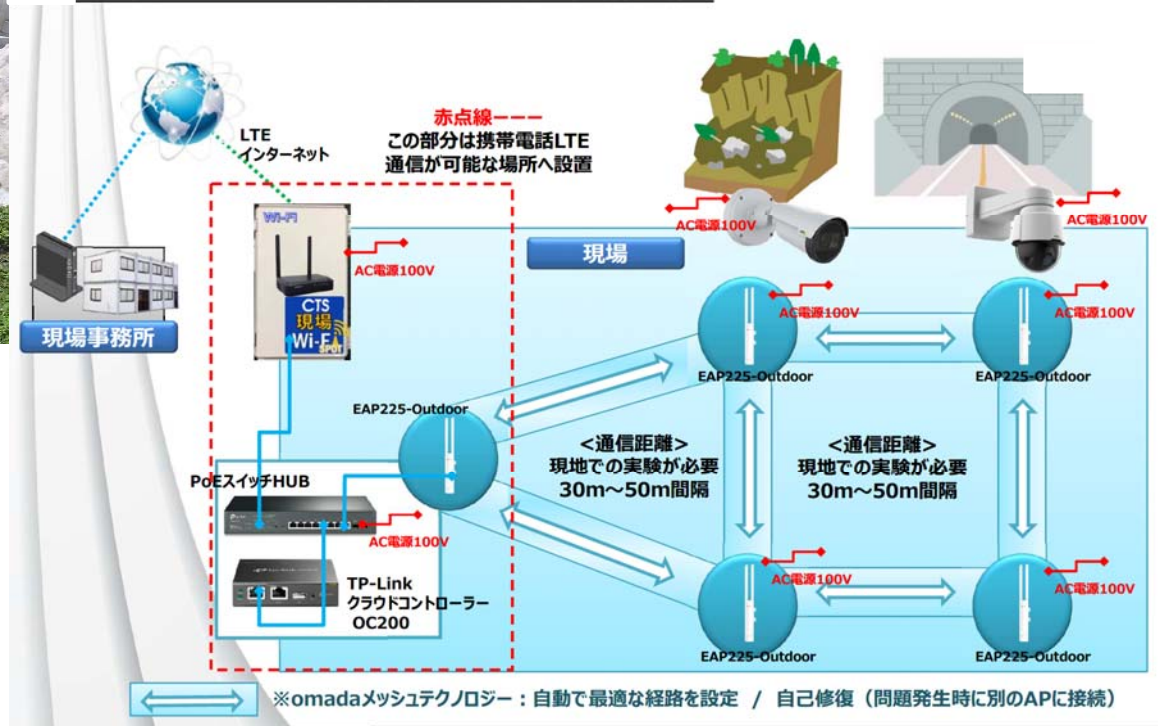 LTE
インターネット
赤点線ーーー
この部分は携帯電話LTE
通信が可能な場所へ設置
Wi-Fi
AC電源100V
CTS
現場
Wi-Fi
SPOT
現場事務所
現場
AC電源100V
AC電源100V
AC電源100V
AC電源100V
EAP225-Outdoor
EAP225-Outdoor
EAP225-Outdoor
<通信距離>
現地での実験が必要
30m～50m間隔
<通信距離>
現地での実験が必要
30m～50m間隔
PoEスイッチHUB
AC電源100V
TP-Link
クラウドコントローラー
OC200
AC電源100V
AC電源100V
EAP225-Outdoor
EAP225-Outdoor
※omadaメッシュテクノロジー：自動で最適な経路を設定 / 自己修復（問題発生時に別のAPに接続）